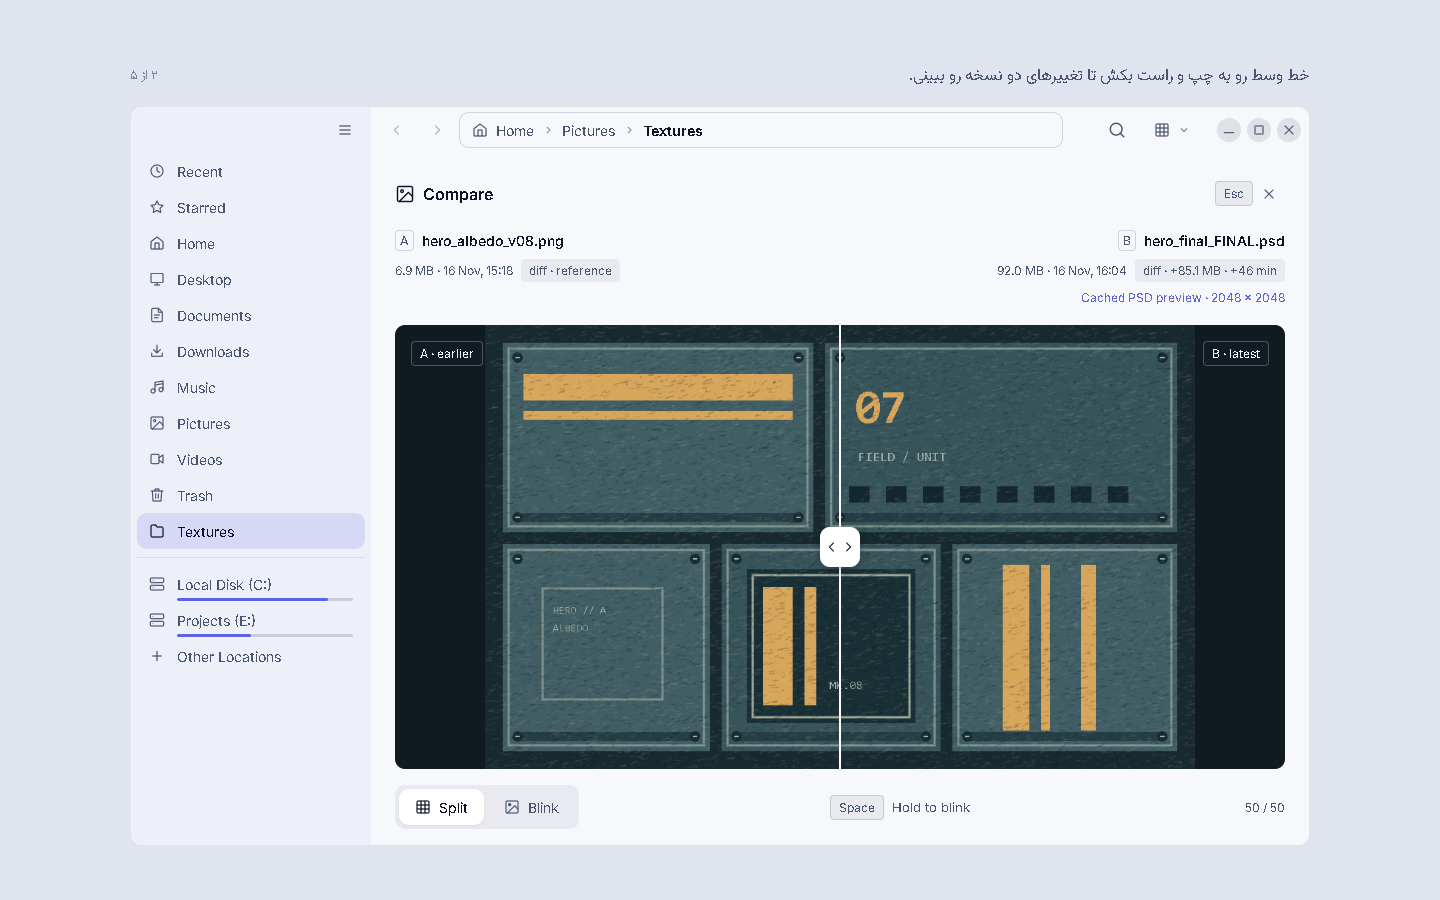 خط وسط رو به چپ و راست بکش تا تغییرهای دو نسخه رو ببینی.
۲ از ۵
Home
Pictures
Textures
Recent
Starred
Home
Desktop
Documents
Downloads
Music
Pictures
Videos
Trash
Textures
Local Disk (C:)
Projects (E:)
Other Locations
Compare
Esc
A hero_albedo_v08.png
6.9 MB · 16 Nov, 15:18 diff · reference
B hero_final_FINAL.psd
92.0 MB · 16 Nov, 16:04 diff · +85.1 MB · +46 min
Cached PSD preview · 2048 × 2048
A · earlier
B · latest
07
FIELD / UNIT
HERO // A
ALBEDO
MK.08
Split
Blink
Space Hold to blink
50 / 50